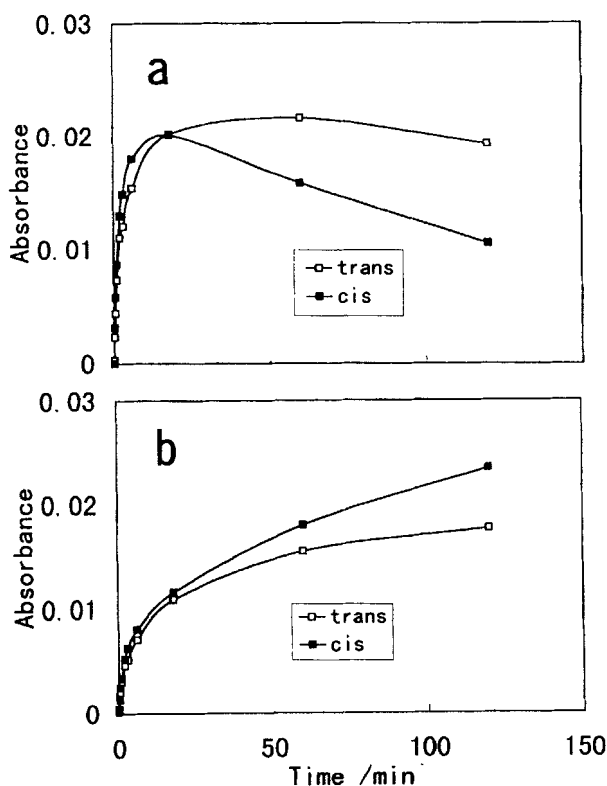 0.03
a
0.02
Absorbance
0.01
trans
cis
0
0.03
b
0.02
Absorbance
0.01
trans
cis
0
0 50 100 150
Time /min